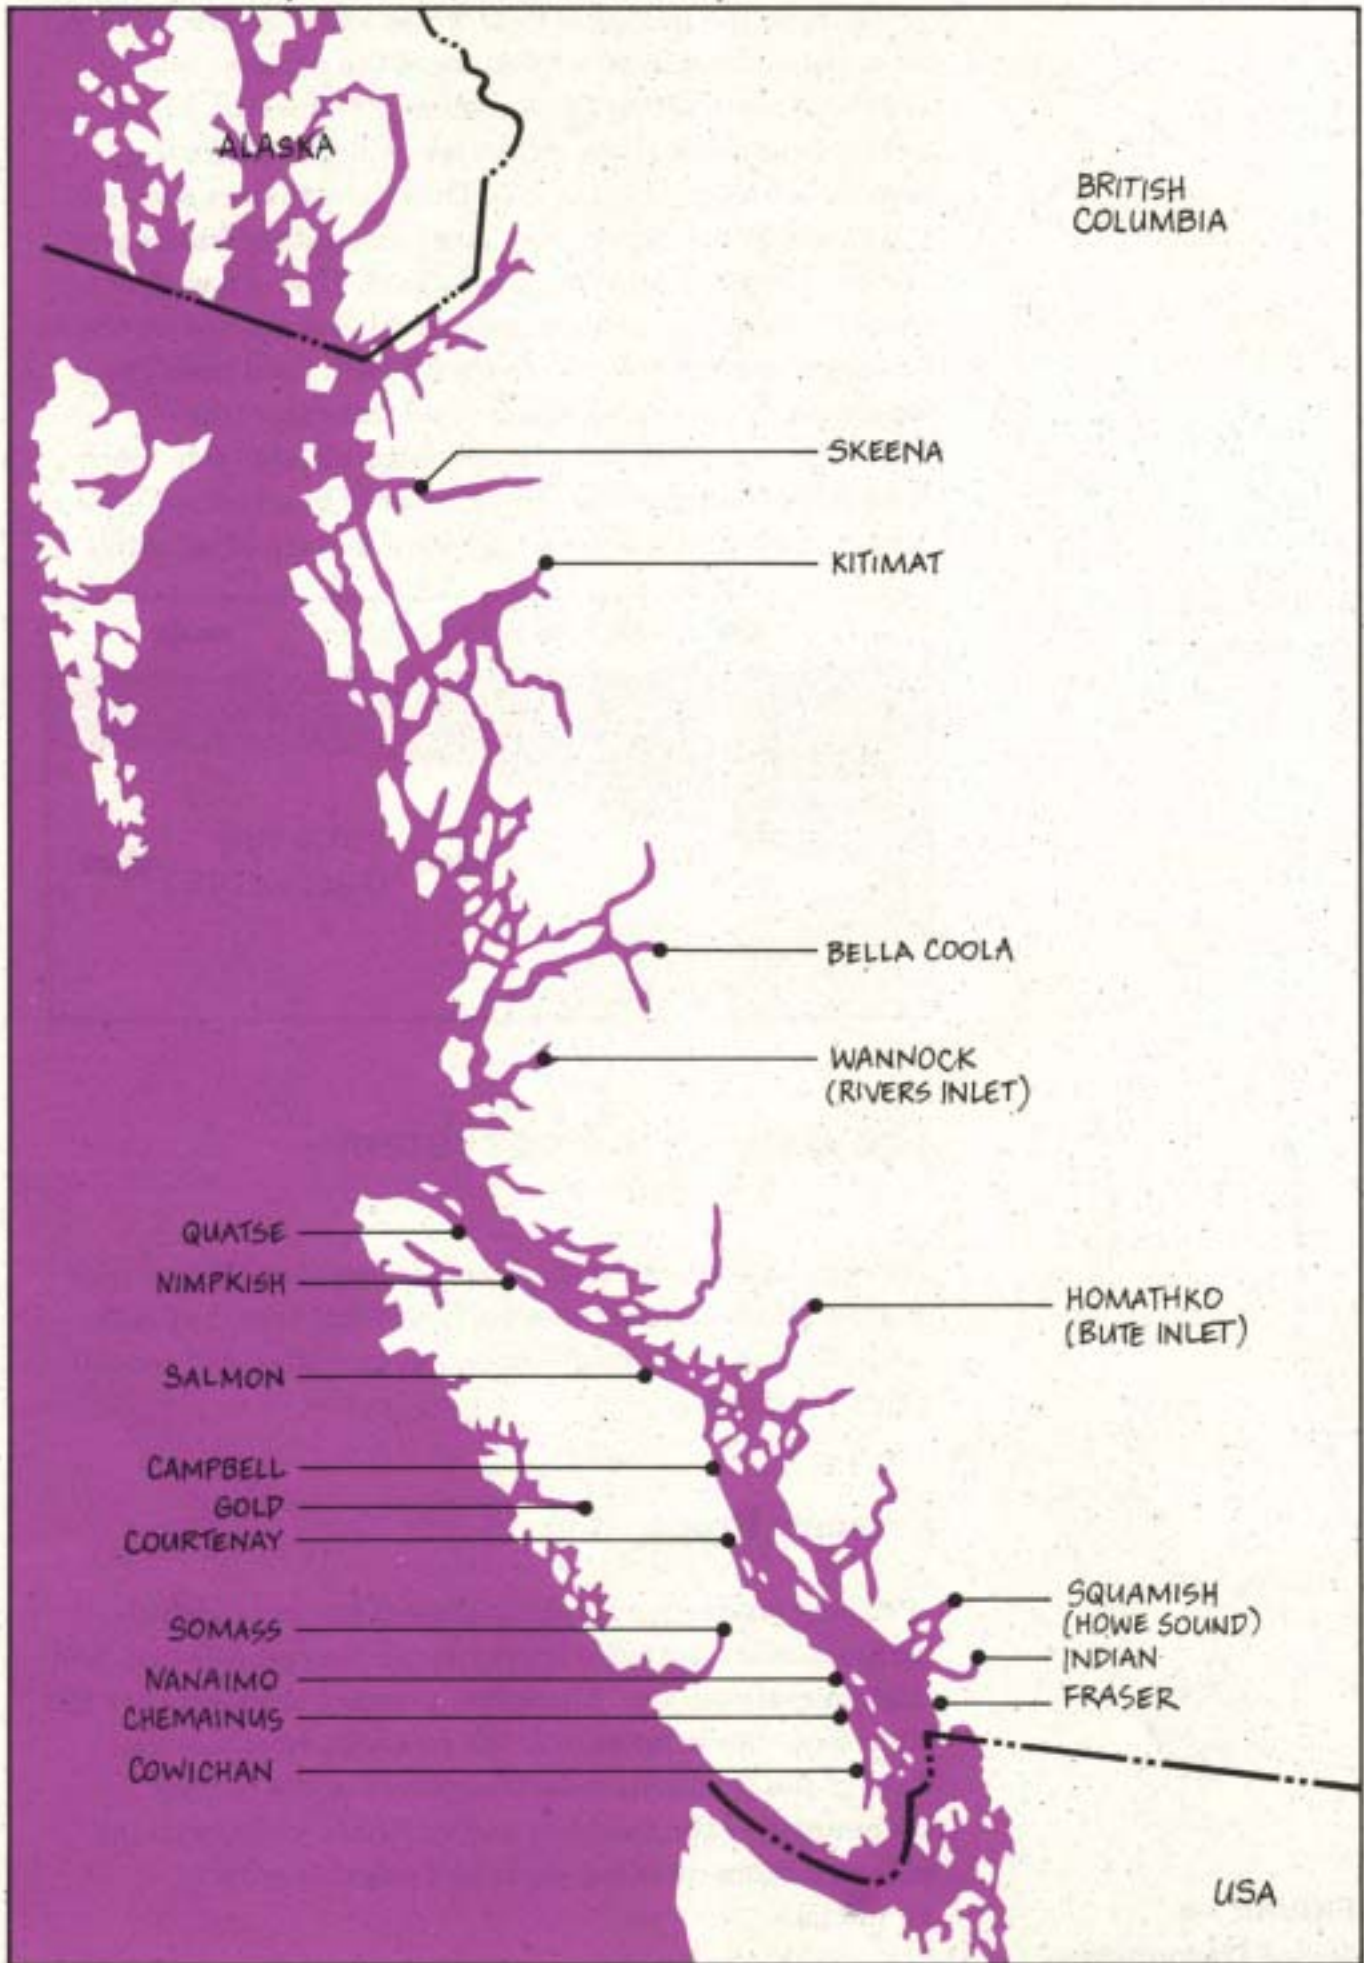 ALASKA
BRITISH
COLUMBIA
SKEENA
KITIMAT
BELLA COOLA
WANNOCK
(RIVERS INLET)
QUATSE
NIMPKISH
SALMON
CAMPBELL
GOLD
COURTENAY
SOMASS
NANAIMO
CHEMAINUS
COWICHAN
HOMATHKO
(BUTE INLET)
SQUAMISH
(HOWE SOUND)
INDIAN
FRASER
USA